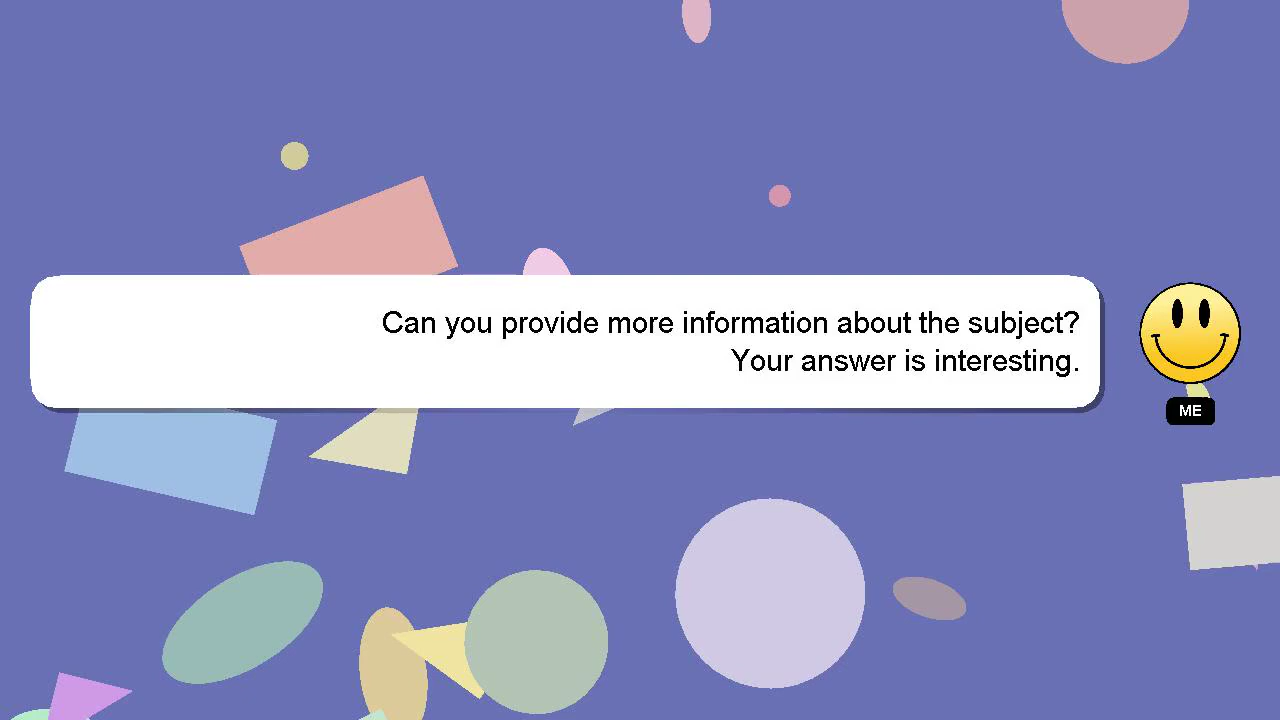 Can you provide more information about the subject?
Your answer is interesting.
ME